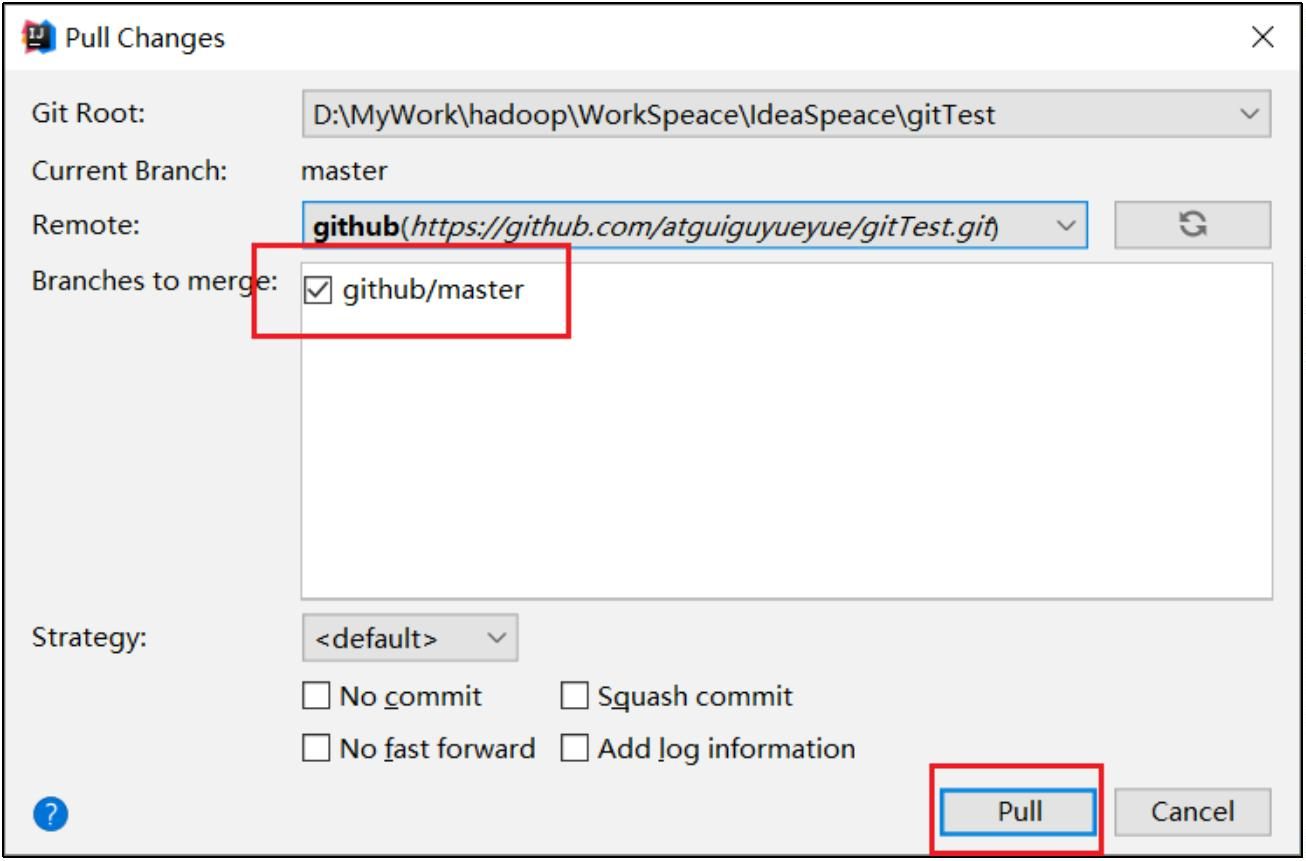 IJ
Pull Changes
Git Root: D:\MyWork\hadoop\WorkSpeace\IdeaSpeace\gitTest
Current Branch: master
Remote: github(https://github.com/atguiguyueyue/gitTest.git)
Branches to merge: github/master
Strategy: <default>
No commit Squash commit
No fast forward Add log information
? Pull Cancel